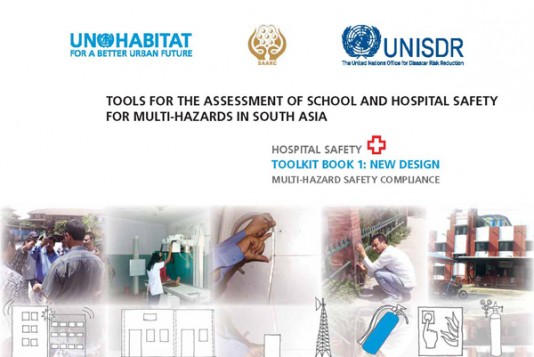 UN HABITAT
FOR A BETTER URBAN FUTURE
SAARC
UNISDR
The United Nations Office for Disaster Risk Reduction
TOOLS FOR THE ASSESSMENT OF SCHOOL AND HOSPITAL SAFETY
FOR MULTI-HAZARDS IN SOUTH ASIA
HOSPITAL SAFETY
TOOLKIT BOOK 1: NEW DESIGN
MULTI-HAZARD SAFETY COMPLIANCE